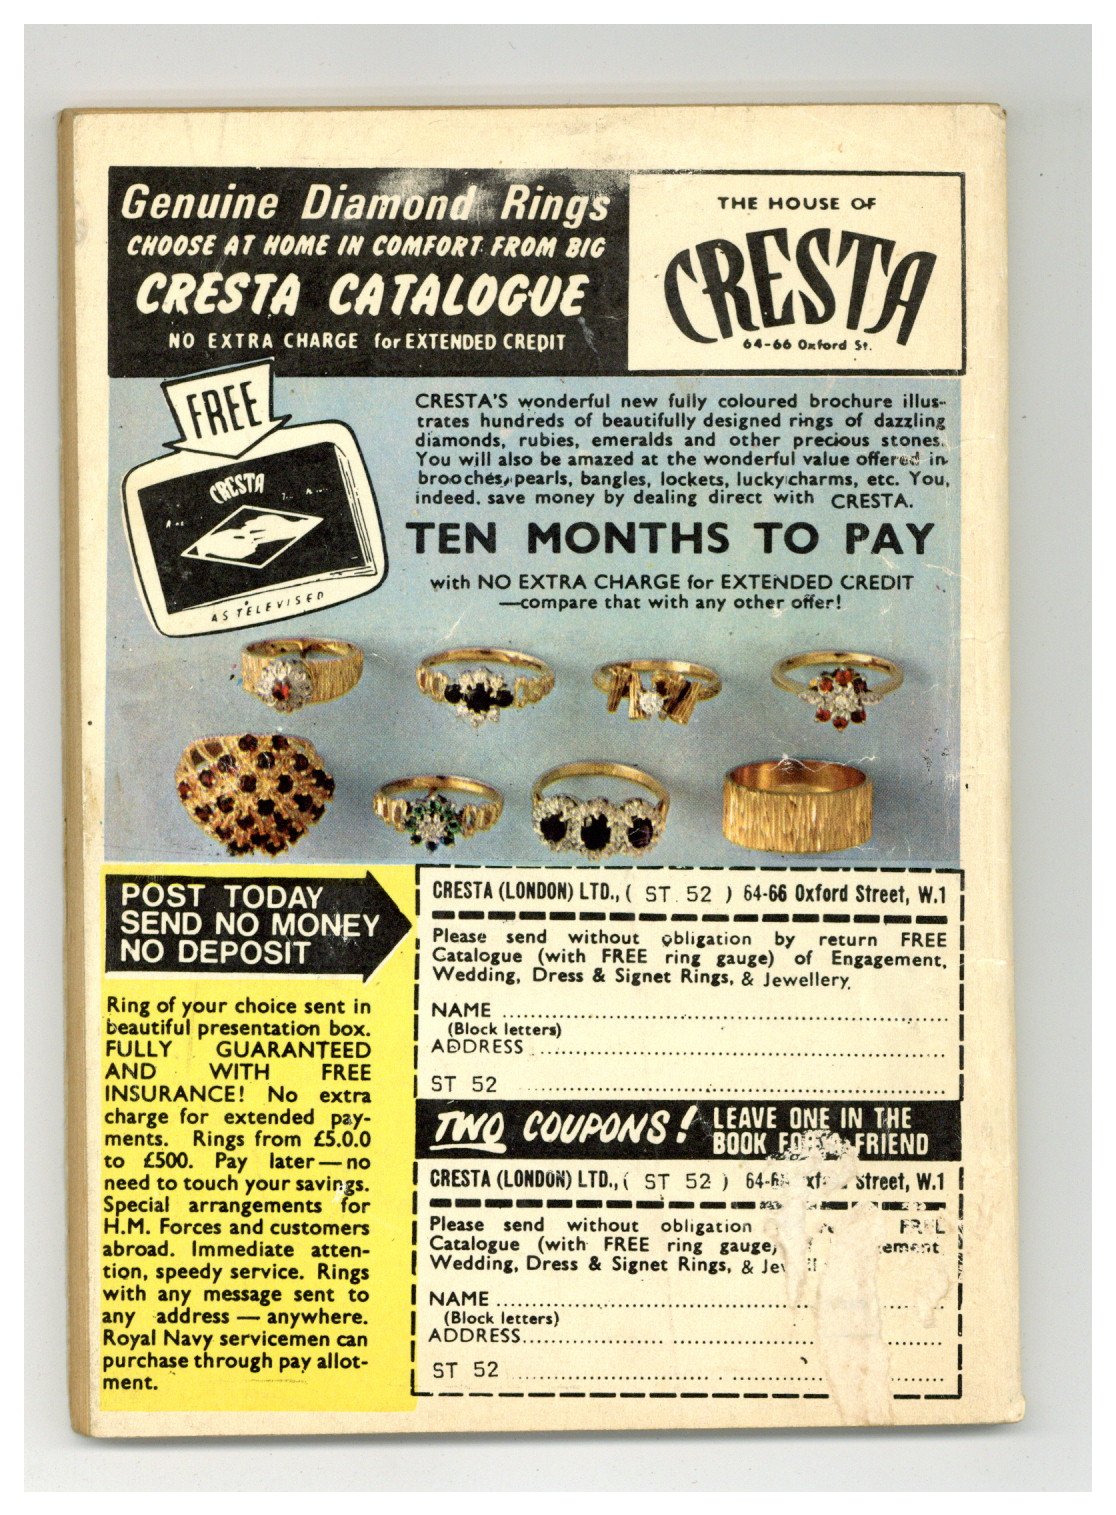 Genuine Diamond Rings
CHOOSE AT HOME IN COMFORT FROM BIG
CRESTA CATALOGUE
NO EXTRA CHARGE for EXTENDED CREDIT
THE HOUSE OF
CRESTA
64-66 Oxford St.
FREE
CRESTA
AS TELEVISED
CRESTA'S wonderful new fully coloured brochure illus-
trates hundreds of beautifully designed rings of dazzling
diamonds, rubies, emeralds and other precious stones.
You will also be amazed at the wonderful value offered in
brooches, pearls, bangles, lockets, lucky charms, etc. You,
indeed, save money by dealing direct with CRESTA.
TEN MONTHS TO PAY
with NO EXTRA CHARGE for EXTENDED CREDIT
—compare that with any other offer!
POST TODAY
SEND NO MONEY
NO DEPOSIT
Ring of your choice sent in
beautiful presentation box.
FULLY GUARANTEED
AND WITH FREE
INSURANCE! No extra
charge for extended pay-
ments. Rings from £5.0.0
to £500. Pay later — no
need to touch your savings.
Special arrangements for
H.M. Forces and customers
abroad. Immediate atten-
tion, speedy service. Rings
with any message sent to
any address — anywhere.
Royal Navy servicemen can
purchase through pay allot-
ment.
CRESTA (LONDON) LTD., ( ST 52 ) 64-66 Oxford Street, W.1
Please send without obligation by return FREE
Catalogue (with FREE ring gauge) of Engagement,
Wedding, Dress & Signet Rings, & Jewellery.
NAME
(Block letters)
ADDRESS
ST 52
TWO COUPONS! LEAVE ONE IN THE
BOOK FOR A FRIEND
CRESTA (LONDON) LTD., ( ST 52 ) Street, W.1
Please send without obligation FREE
Catalogue (with FREE ring gauge)
Wedding, Dress & Signet Rings, &
NAME
(Block letters)
ADDRESS
ST 52